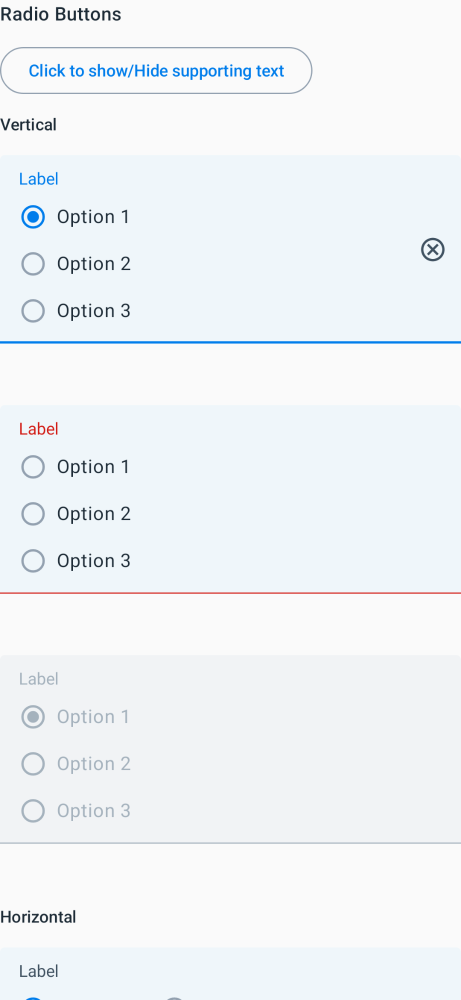 Radio Buttons
Click to show/Hide supporting text
Vertical
Label
Option 1
Option 2
Option 3
Label
Option 1
Option 2
Option 3
Label
Option 1
Option 2
Option 3
Horizontal
Label